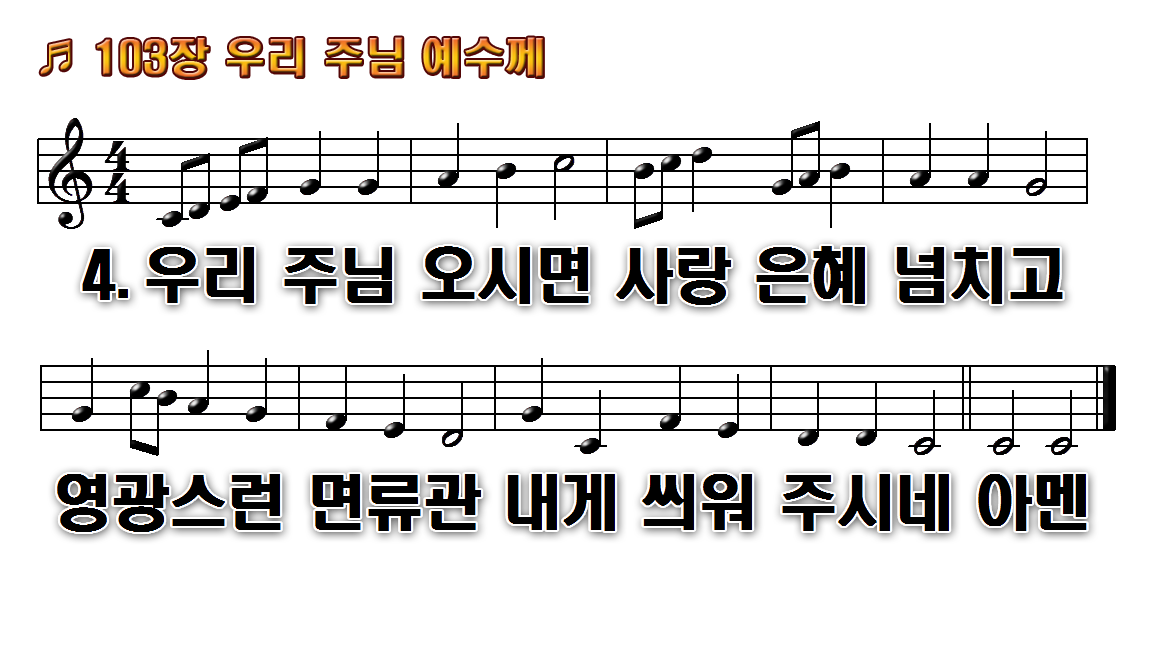 ♬ 103장 우리 주님 예수께
4. 우리 주님 오시면 사랑 은혜 넘치고
영광스런 면류관 내게 씌워 주시네 아멘